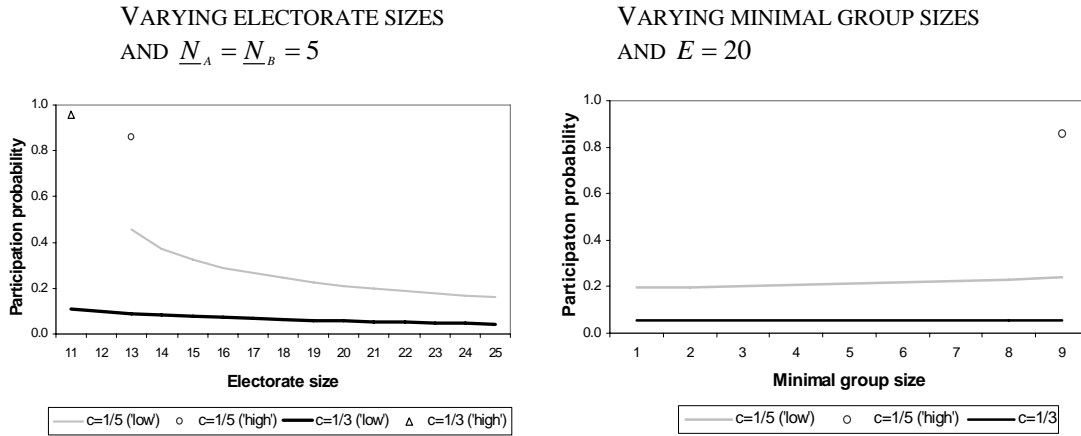 VARYING ELECTORATE SIZES
AND N_A = N_B = 5
1.0
0.8
0.6
0.4
0.2
0.0
Participation probability
11 12 13 14 15 16 17 18 19 20 21 22 23 24 25
Electorate size
c=1/5 ('low') c=1/5 ('high') c=1/3 ('low') c=1/3 ('high')
VARYING MINIMAL GROUP SIZES
AND E = 20
1.0
0.8
0.6
0.4
0.2
0.0
Participaton probability
1 2 3 4 5 6 7 8 9
Minimal group size
c=1/5 ('low') c=1/5 ('high') c=1/3